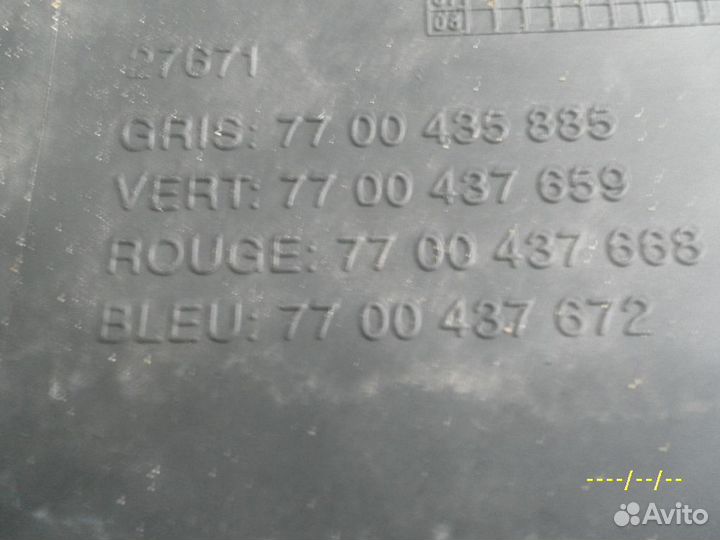 08
27671
GRIS: 77 00 435 885
VERT: 77 00 437 659
ROUGE: 77 00 437 668
BLEU: 77 00 437 672
----/--/--
Avito